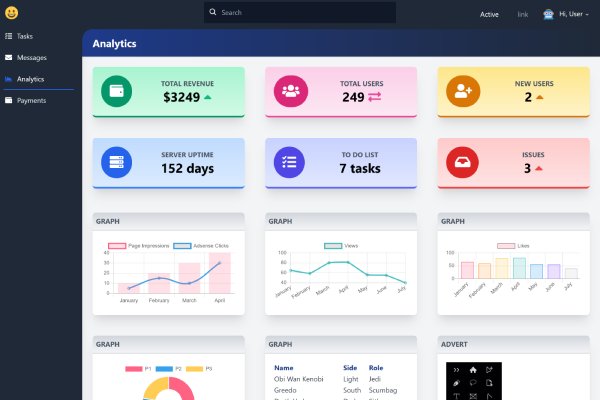 Search
Active link Hi, User
Tasks
Messages
Analytics
Payments
Analytics
TOTAL REVENUE
$3249
TOTAL USERS
249
NEW USERS
2
SERVER UPTIME
152 days
TO DO LIST
7 tasks
ISSUES
3
GRAPH
Page Impressions Adsense Clicks
40
30
20
10
0
January February March April
GRAPH
Views
100
80
60
40
January February March April May June July
GRAPH
Likes
100
50
0
January February March April May June July
GRAPH
P1 P2 P3
GRAPH
Name Side Role
Obi Wan Kenobi Light Jedi
Greedo South Scumbag
ADVERT